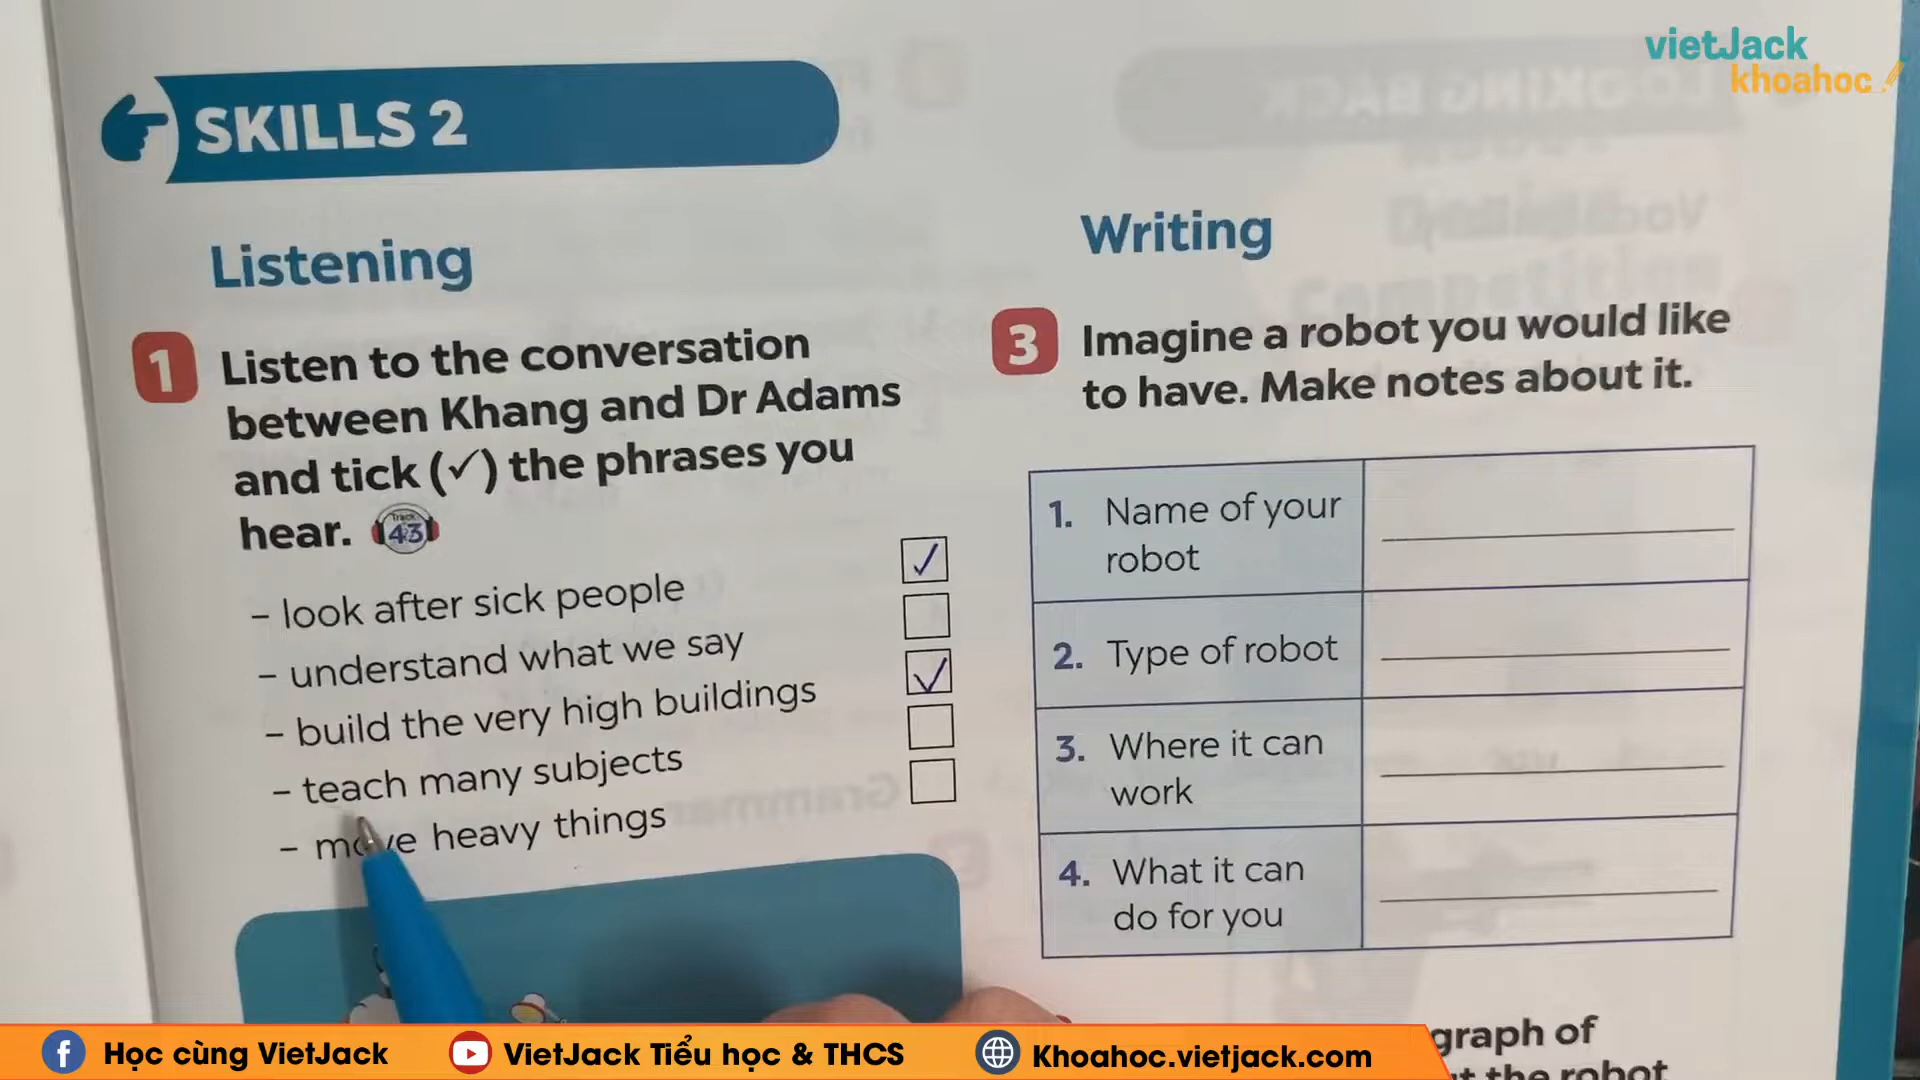 vietJack
khoahoc
SKILLS 2
Listening
1 Listen to the conversation
between Khang and Dr Adams
and tick (✓) the phrases you
hear. Track 43
– look after sick people ✓
– understand what we say
– build the very high buildings ✓
– teach many subjects
– move heavy things
Writing
3 Imagine a robot you would like
to have. Make notes about it.
1. Name of your
robot
2. Type of robot
3. Where it can
work
4. What it can
do for you
graph of
the robot
Học cùng VietJack
VietJack Tiểu học & THCS
Khoahoc.vietjack.com